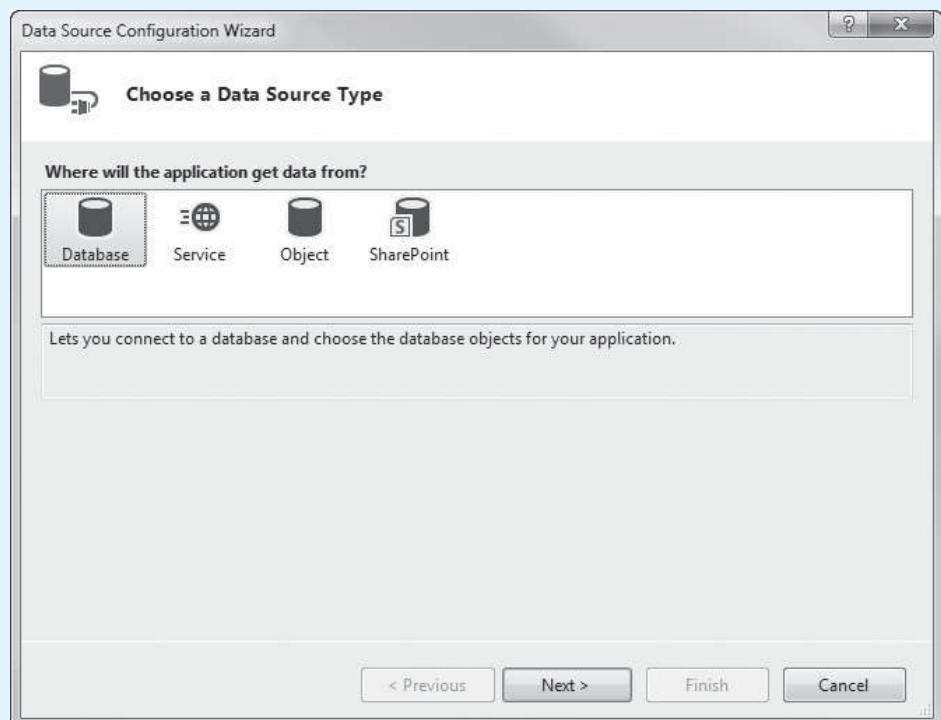 Data Source Configuration Wizard
Choose a Data Source Type
Where will the application get data from?
Database Service Object SharePoint
Lets you connect to a database and choose the database objects for your application.
< Previous Next > Finish Cancel